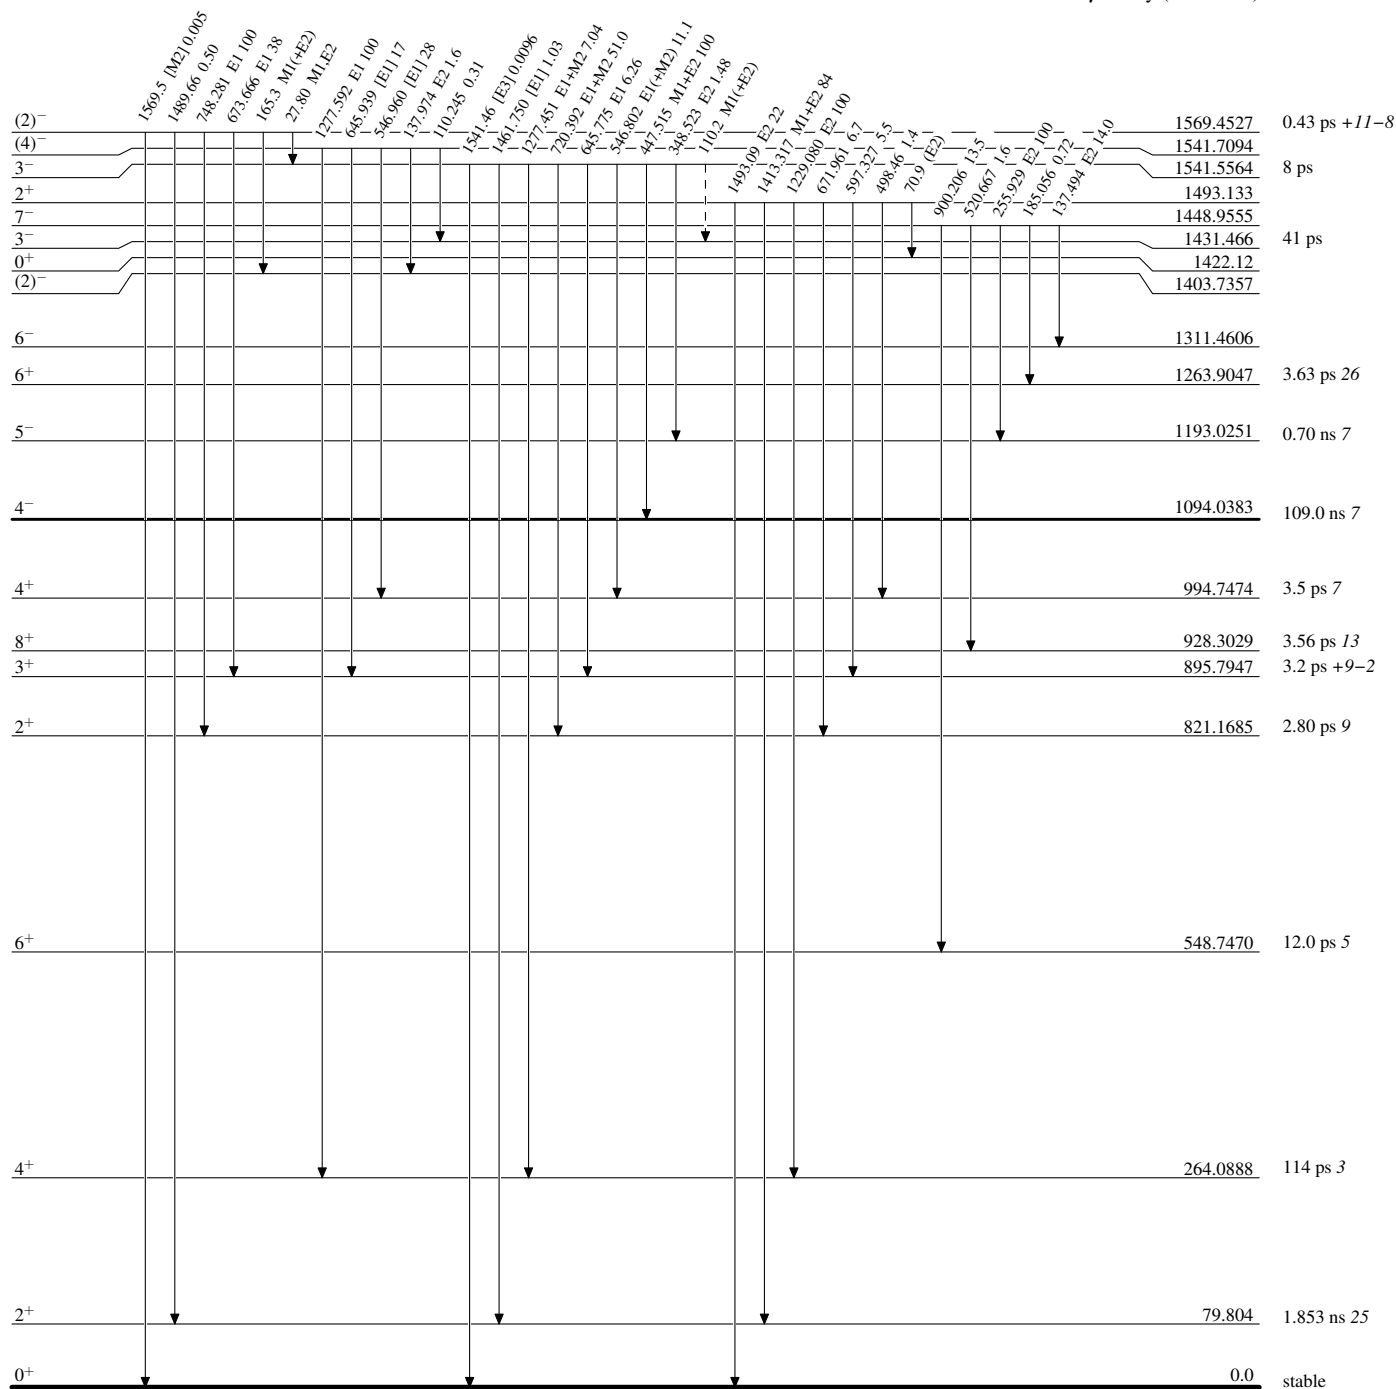 1569.5 [M2] 0.005
1489.66 0.50
748.281 E1 100
673.666 E1 38
165.3 M1(+E2)
27.80 M1,E2
1277.592 E1 100
645.939 [E1] 17
546.960 [E1] 28
137.974 E2 1.6
110.245 0.31
1541.46 [E3] 0.0096
1461.750 [E1] 1.03
1277.451 E1+M2 7.04
720.392 E1+M2 51.0
645.775 E1 6.26
546.802 E1(+M2) 11.1
447.515 M1+E2 100
348.523 E2 1.48
110.2 M1(+E2)
1493.09 E2 22
1413.317 M1+E2 84
1229.080 E2 100
671.961 6.7
597.327 5.5
498.46 1.4
70.9 (E2)
900.206 13.5
520.667 1.6
255.929 E2 100
185.056 0.72
137.494 E2 14.0
(2)− 1569.4527 0.43 ps +11−8
(4)− 1541.7094
3− 1541.5564 8 ps
2+ 1493.133
7− 1448.9555
3− 1431.466 41 ps
0+ 1422.12
(2)− 1403.7357
6− 1311.4606
6+ 1263.9047 3.63 ps 26
5− 1193.0251 0.70 ns 7
4− 1094.0383 109.0 ns 7
4+ 994.7474 3.5 ps 7
8+ 928.3029 3.56 ps 13
3+ 895.7947 3.2 ps +9−2
2+ 821.1685 2.80 ps 9
6+ 548.7470 12.0 ps 5
4+ 264.0888 114 ps 3
2+ 79.804 1.853 ns 25
0+ 0.0 stable